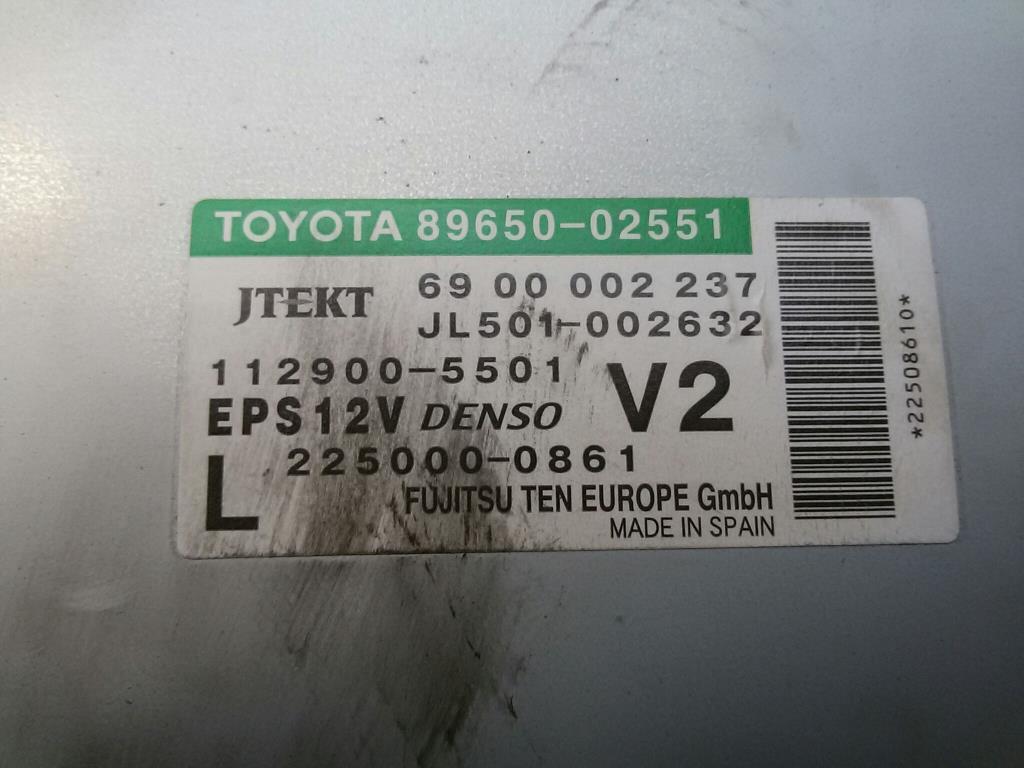 TOYOTA 89650-02551
JTEKT 69 00 002 237
JL501-002632
112900-5501
EPS12V DENSO V2
L 225000-0861
FUJITSU TEN EUROPE GmbH
MADE IN SPAIN
*22508610*